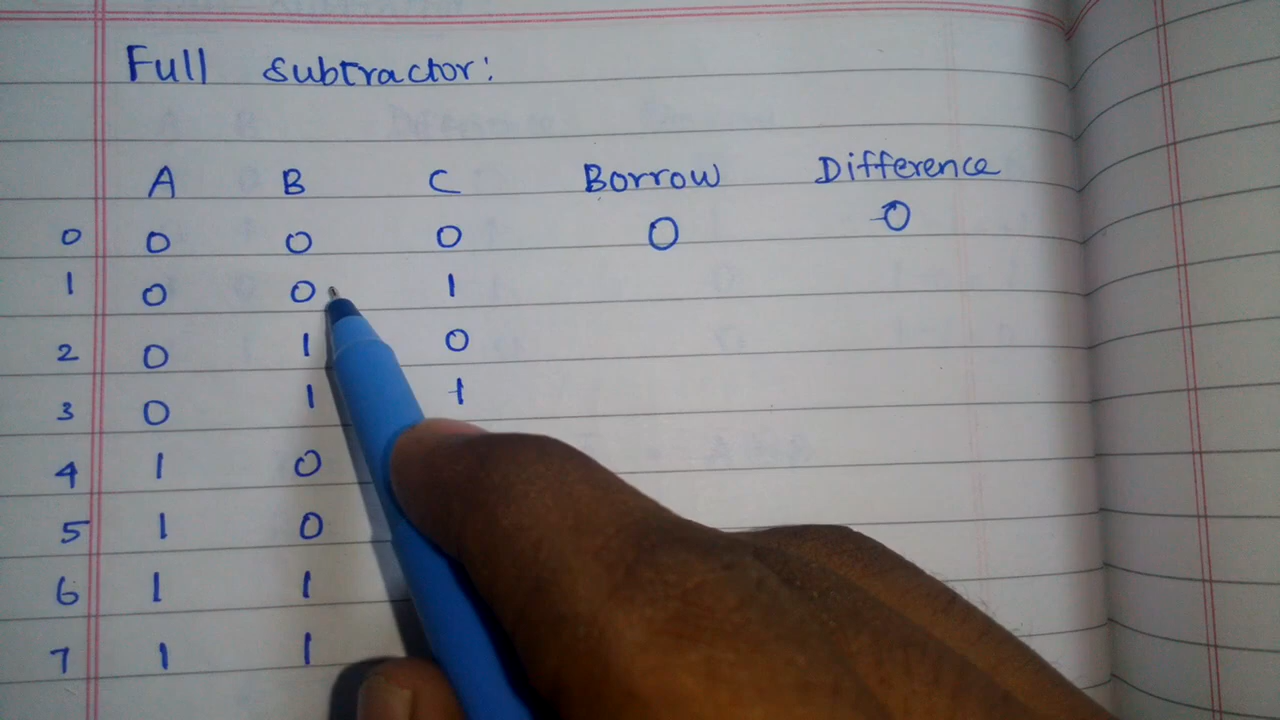 Full subtractor:
A B C Borrow Difference
0 0 0 0 0 0
1 0 0 1
2 0 1 0
3 0 1 1
4 1 0
5 1 0
6 1 1
7 1 1